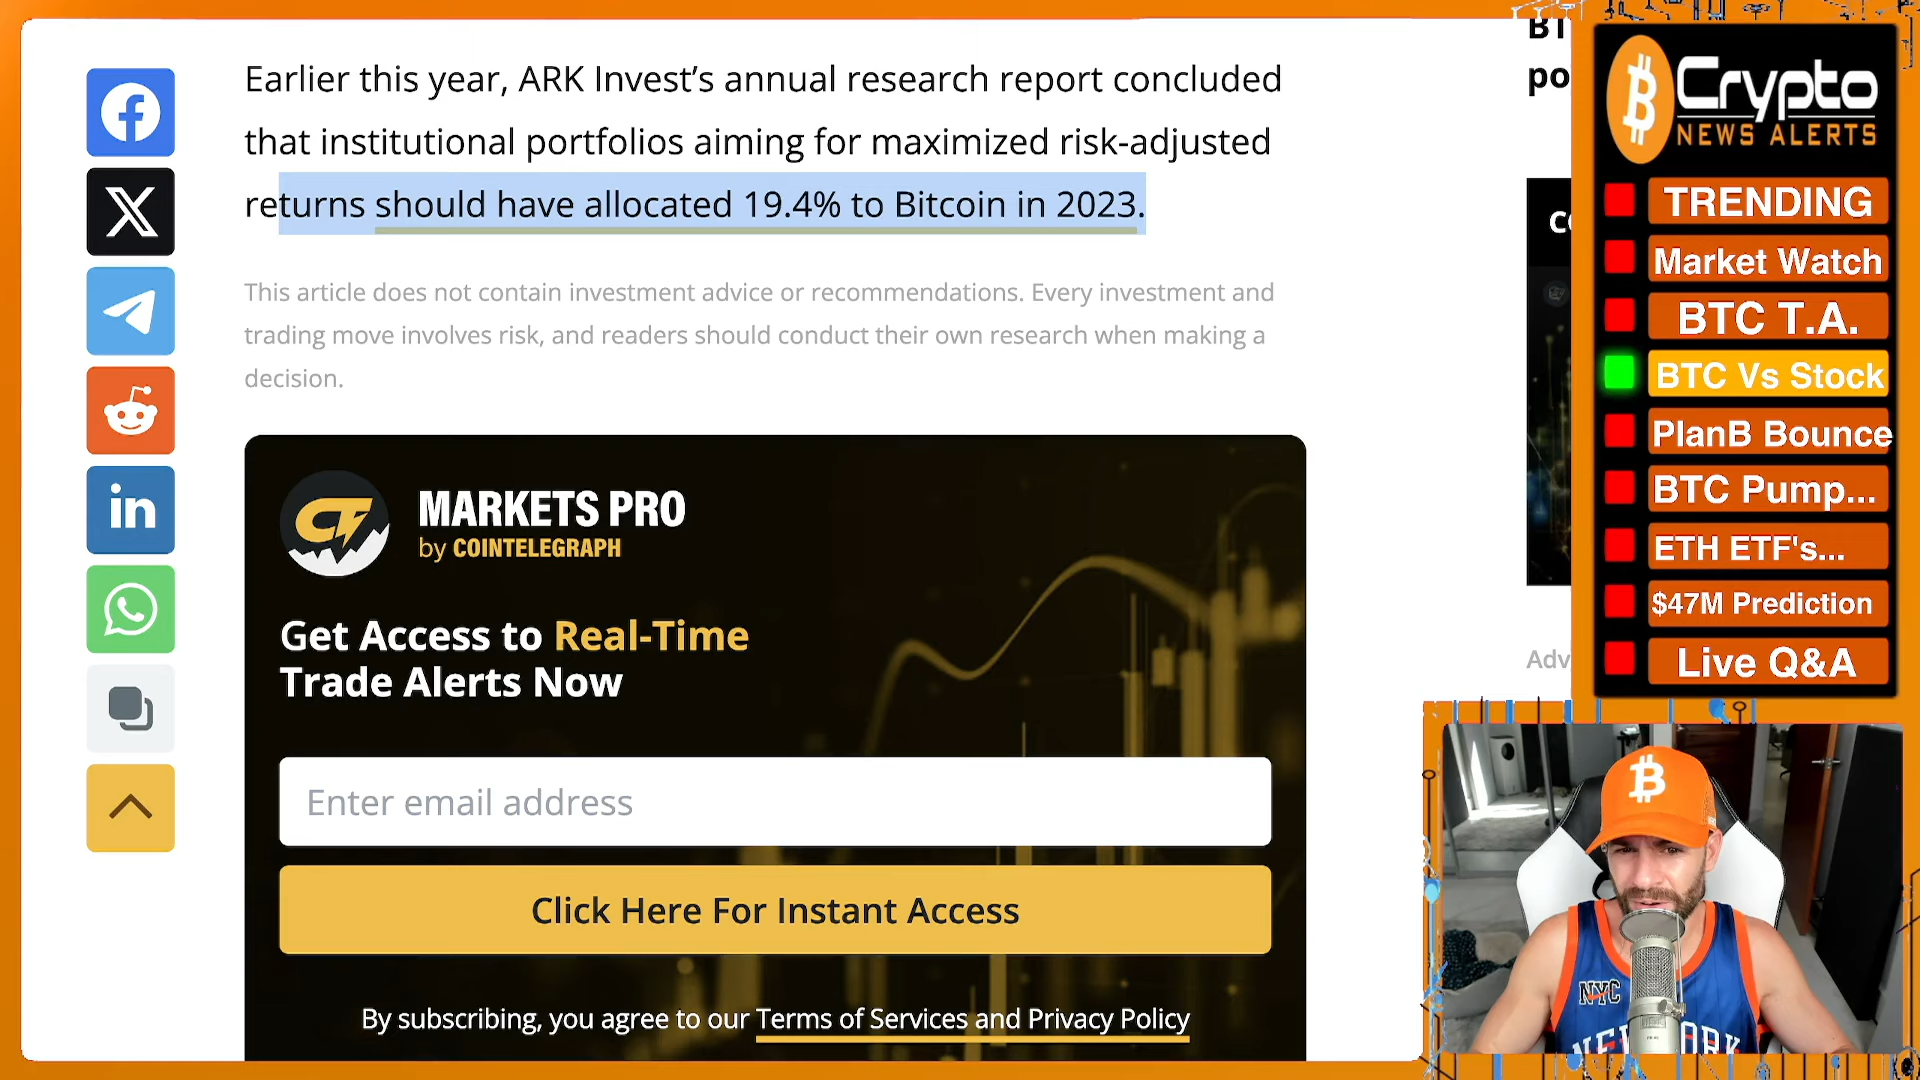 Earlier this year, ARK Invest’s annual research report concluded
that institutional portfolios aiming for maximized risk-adjusted
returns should have allocated 19.4% to Bitcoin in 2023.
This article does not contain investment advice or recommendations. Every investment and
trading move involves risk, and readers should conduct their own research when making a
decision.
MARKETS PRO
by COINTELEGRAPH
Get Access to Real-Time
Trade Alerts Now
Enter email address
Click Here For Instant Access
By subscribing, you agree to our Terms of Services and Privacy Policy
po
Adv
Crypto
NEWS ALERTS
TRENDING
Market Watch
BTC T.A.
BTC Vs Stock
PlanB Bounce
BTC Pump...
ETH ETF's...
$47M Prediction
Live Q&A
NYC
NEW YORK